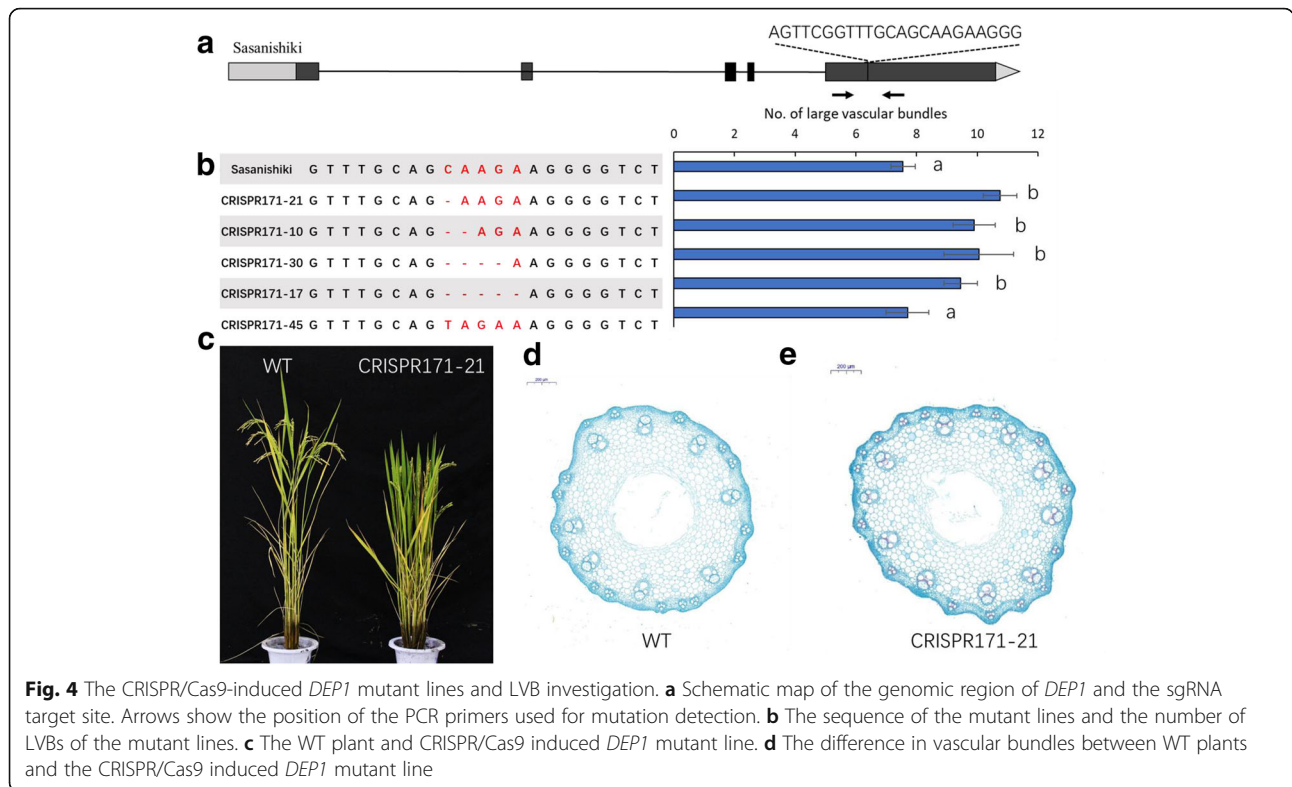 a
Sasanishiki
AGTTCGGTTTGCAGCAAGAAGGG
No. of large vascular bundles
0 2 4 6 8 10 12
b
Sasanishiki G T T T G C A G C A A G A A G G G G T C T a
CRISPR171-21 G T T T G C A G - A A G A A G G G G T C T b
CRISPR171-10 G T T T G C A G - - A G A A G G G G T C T b
CRISPR171-30 G T T T G C A G - - - - A A G G G G T C T b
CRISPR171-17 G T T T G C A G - - - - - A G G G G T C T b
CRISPR171-45 G T T T G C A G T A G A A A G G G G T C T a
c
WT CRISPR171-21
d
200 μm
WT
e
200 μm
CRISPR171-21
Fig. 4 The CRISPR/Cas9-induced DEP1 mutant lines and LVB investigation. a Schematic map of the genomic region of DEP1 and the sgRNA
target site. Arrows show the position of the PCR primers used for mutation detection. b The sequence of the mutant lines and the number of
LVBs of the mutant lines. c The WT plant and CRISPR/Cas9 induced DEP1 mutant line. d The difference in vascular bundles between WT plants
and the CRISPR/Cas9 induced DEP1 mutant line